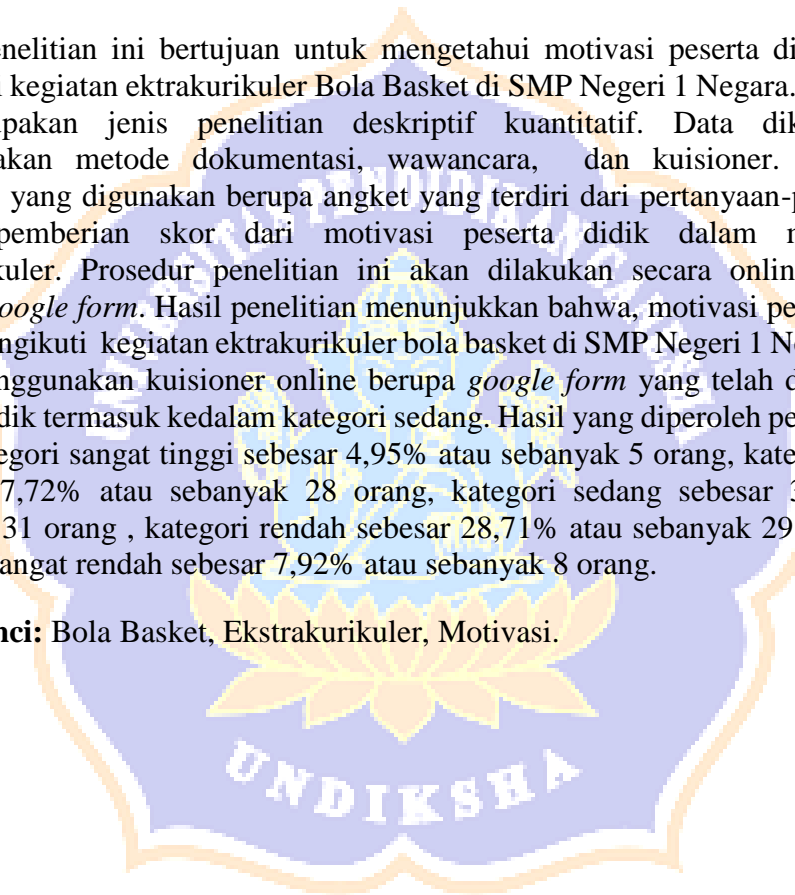 enelitian ini bertujuan untuk mengetahui motivasi peserta di
i kegiatan ektrakurikuler Bola Basket di SMP Negeri 1 Negara.
upakan jenis penelitian deskriptif kuantitatif. Data dik
akan metode dokumentasi, wawancara, dan kuisioner.
yang digunakan berupa angket yang terdiri dari pertanyaan-p
pemberian skor dari motivasi peserta didik dalam m
kuler. Prosedur penelitian ini akan dilakukan secara onlin
oogle form. Hasil penelitian menunjukkan bahwa, motivasi pe
ngikuti kegiatan ektrakurikuler bola basket di SMP Negeri 1 N
nggunakan kuisioner online berupa google form yang telah d
dik termasuk kedalam kategori sedang. Hasil yang diperoleh pe
egori sangat tinggi sebesar 4,95% atau sebanyak 5 orang, kate
7,72% atau sebanyak 28 orang, kategori sedang sebesar 3
31 orang , kategori rendah sebesar 28,71% atau sebanyak 29
angat rendah sebesar 7,92% atau sebanyak 8 orang.
nci: Bola Basket, Ekstrakurikuler, Motivasi.
UNIVERSITAS PENDIDIKAN GANESHA
UNDIKSHA